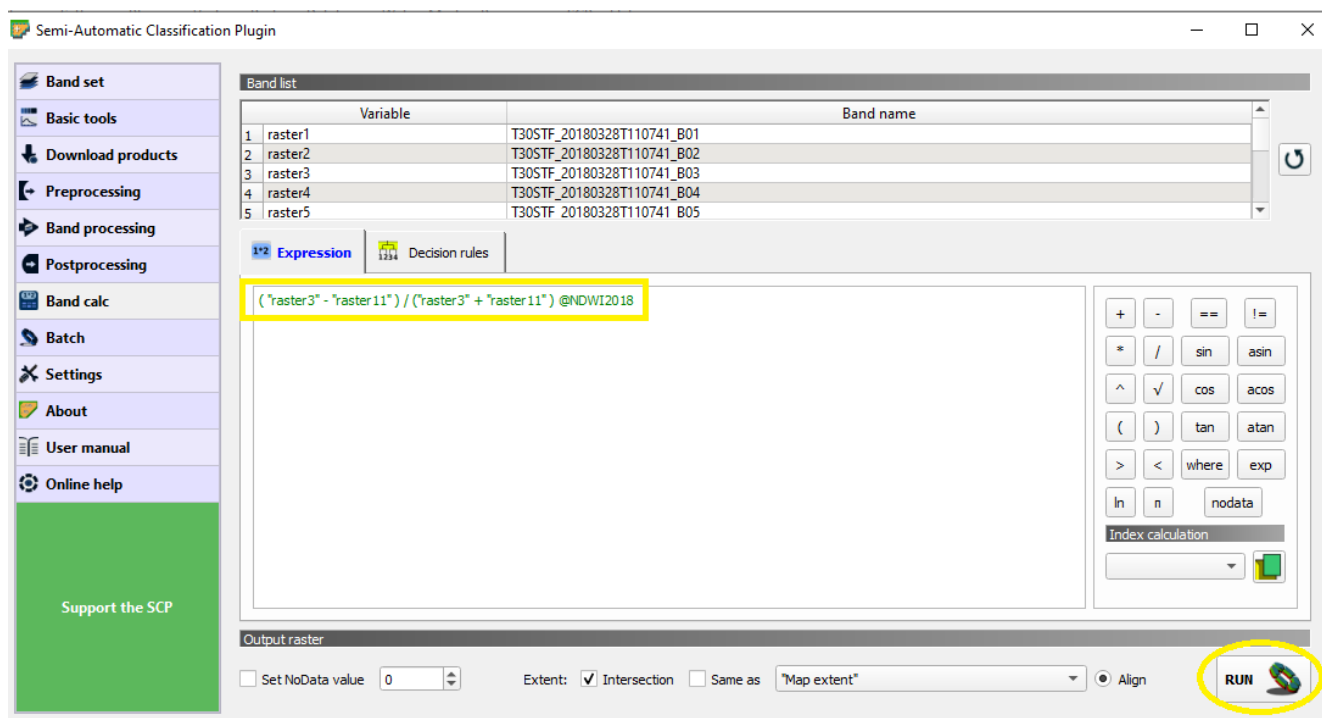 Semi-Automatic Classification Plugin
Band set
Basic tools
Download products
Preprocessing
Band processing
Postprocessing
Band calc
Batch
Settings
About
User manual
Online help
Support the SCP
Band list
Variable Band name
1 raster1 T30STF_20180328T110741_B01
2 raster2 T30STF_20180328T110741_B02
3 raster3 T30STF_20180328T110741_B03
4 raster4 T30STF_20180328T110741_B04
5 raster5 T30STF_20180328T110741_B05
1*2 Expression 1234 Decision rules
( "raster3" - "raster11" ) / ("raster3" + "raster11" ) @NDWI2018
+ - == !=
* / sin asin
^ √ cos acos
( ) tan atan
> < where exp
ln π nodata
Index calculation
Output raster
Set NoData value 0 Extent: Intersection Same as "Map extent" Align RUN